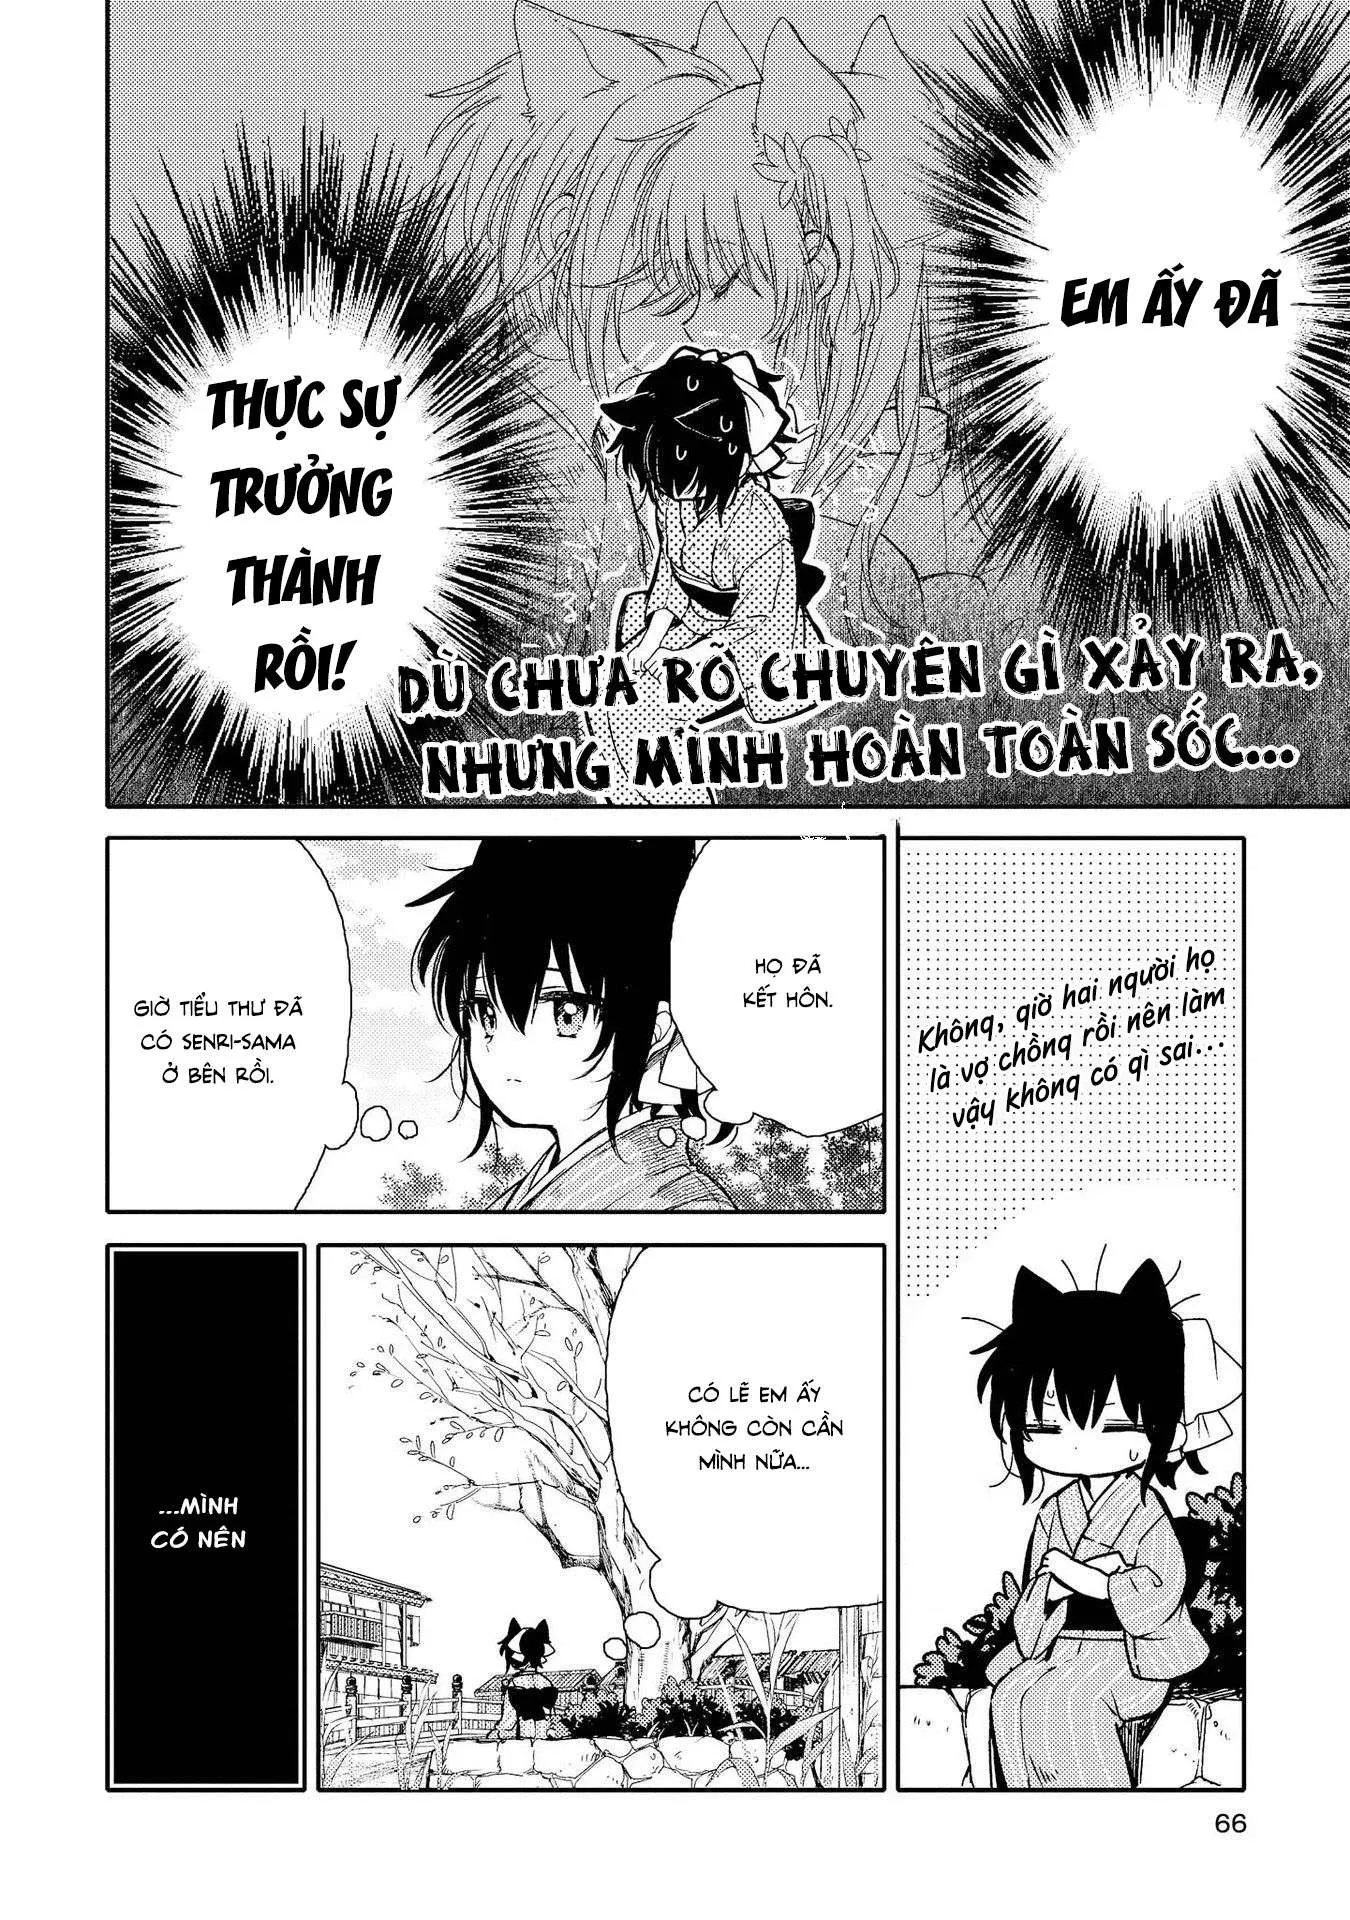 EM ẤY ĐÃ
THỰC SỰ
TRƯỞNG
THÀNH
RỒI!
DÙ CHƯA RÕ CHUYÊN GÌ XẢY RA,
NHƯNG MÌNH HOÀN TOÀN SỐC...
Không, giờ hai người họ
là vợ chồng rồi nên làm
vậy không có gì sai...
HỌ ĐÃ
KẾT HÔN.
GIỜ TIỂU THƯ ĐÃ
CÓ SENRI-SAMA
Ở BÊN RỒI.
CÓ LẼ EM ẤY
KHÔNG CÒN CẦN
MÌNH NỮA...
...MÌNH
CÓ NÊN
66